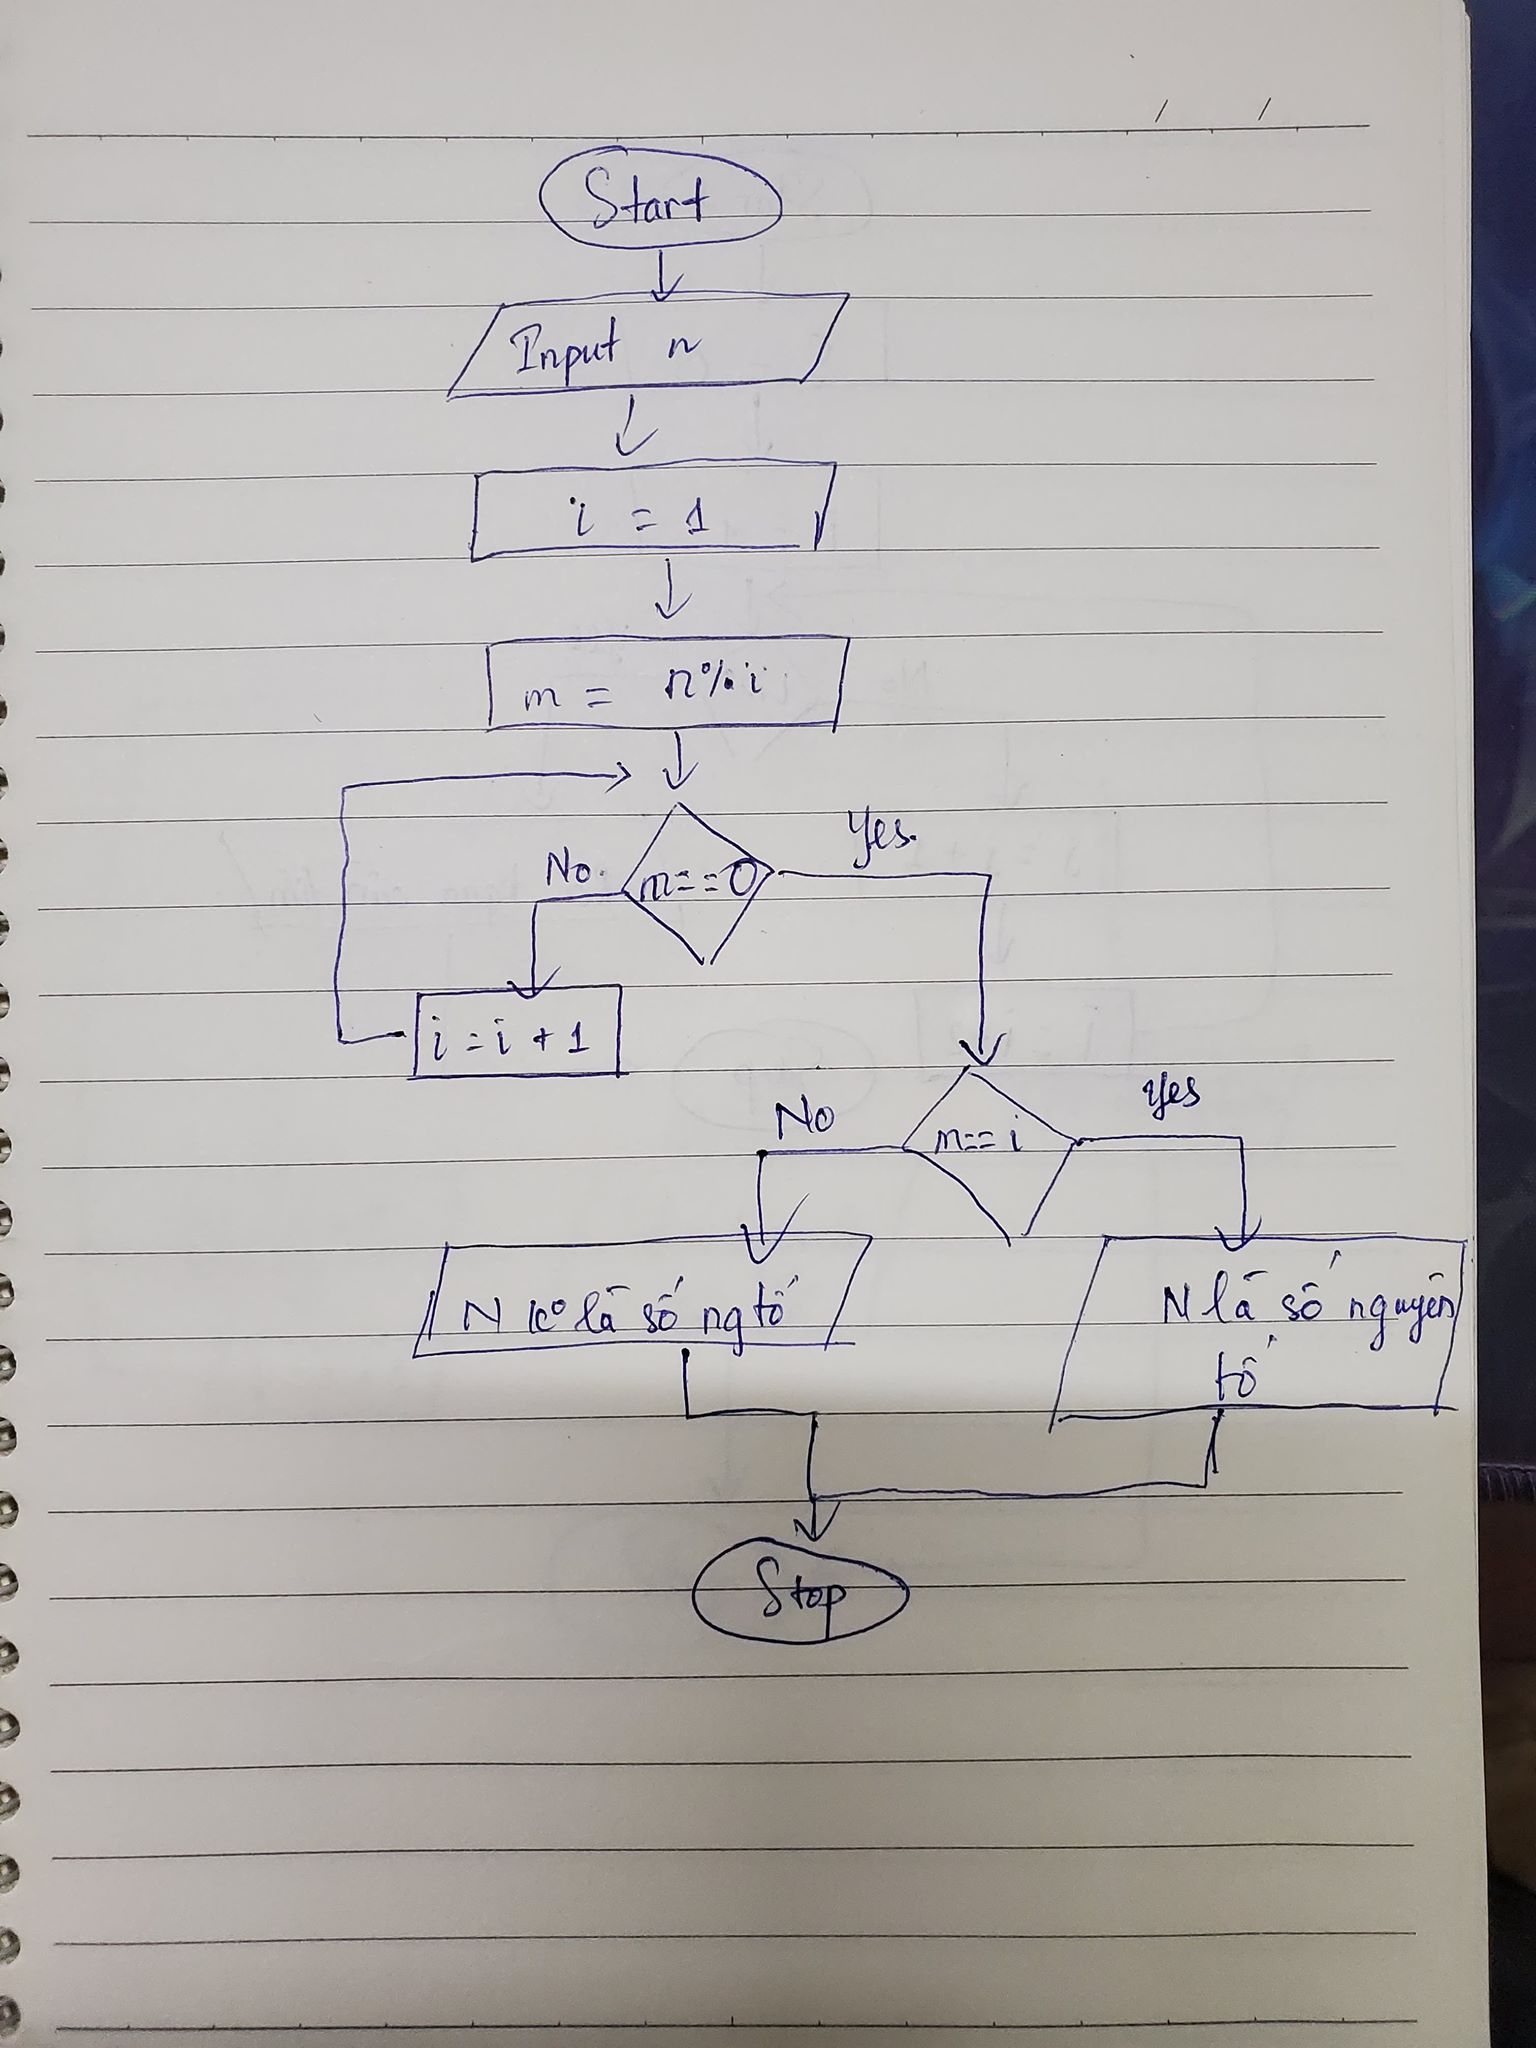 / /
Start
Input n
i = 1
m = n % i
Yes.
No.
m==0
i = i + 1
Yes
No
n== i
N ko là số ng tố
N là số nguyên
tố
Stop